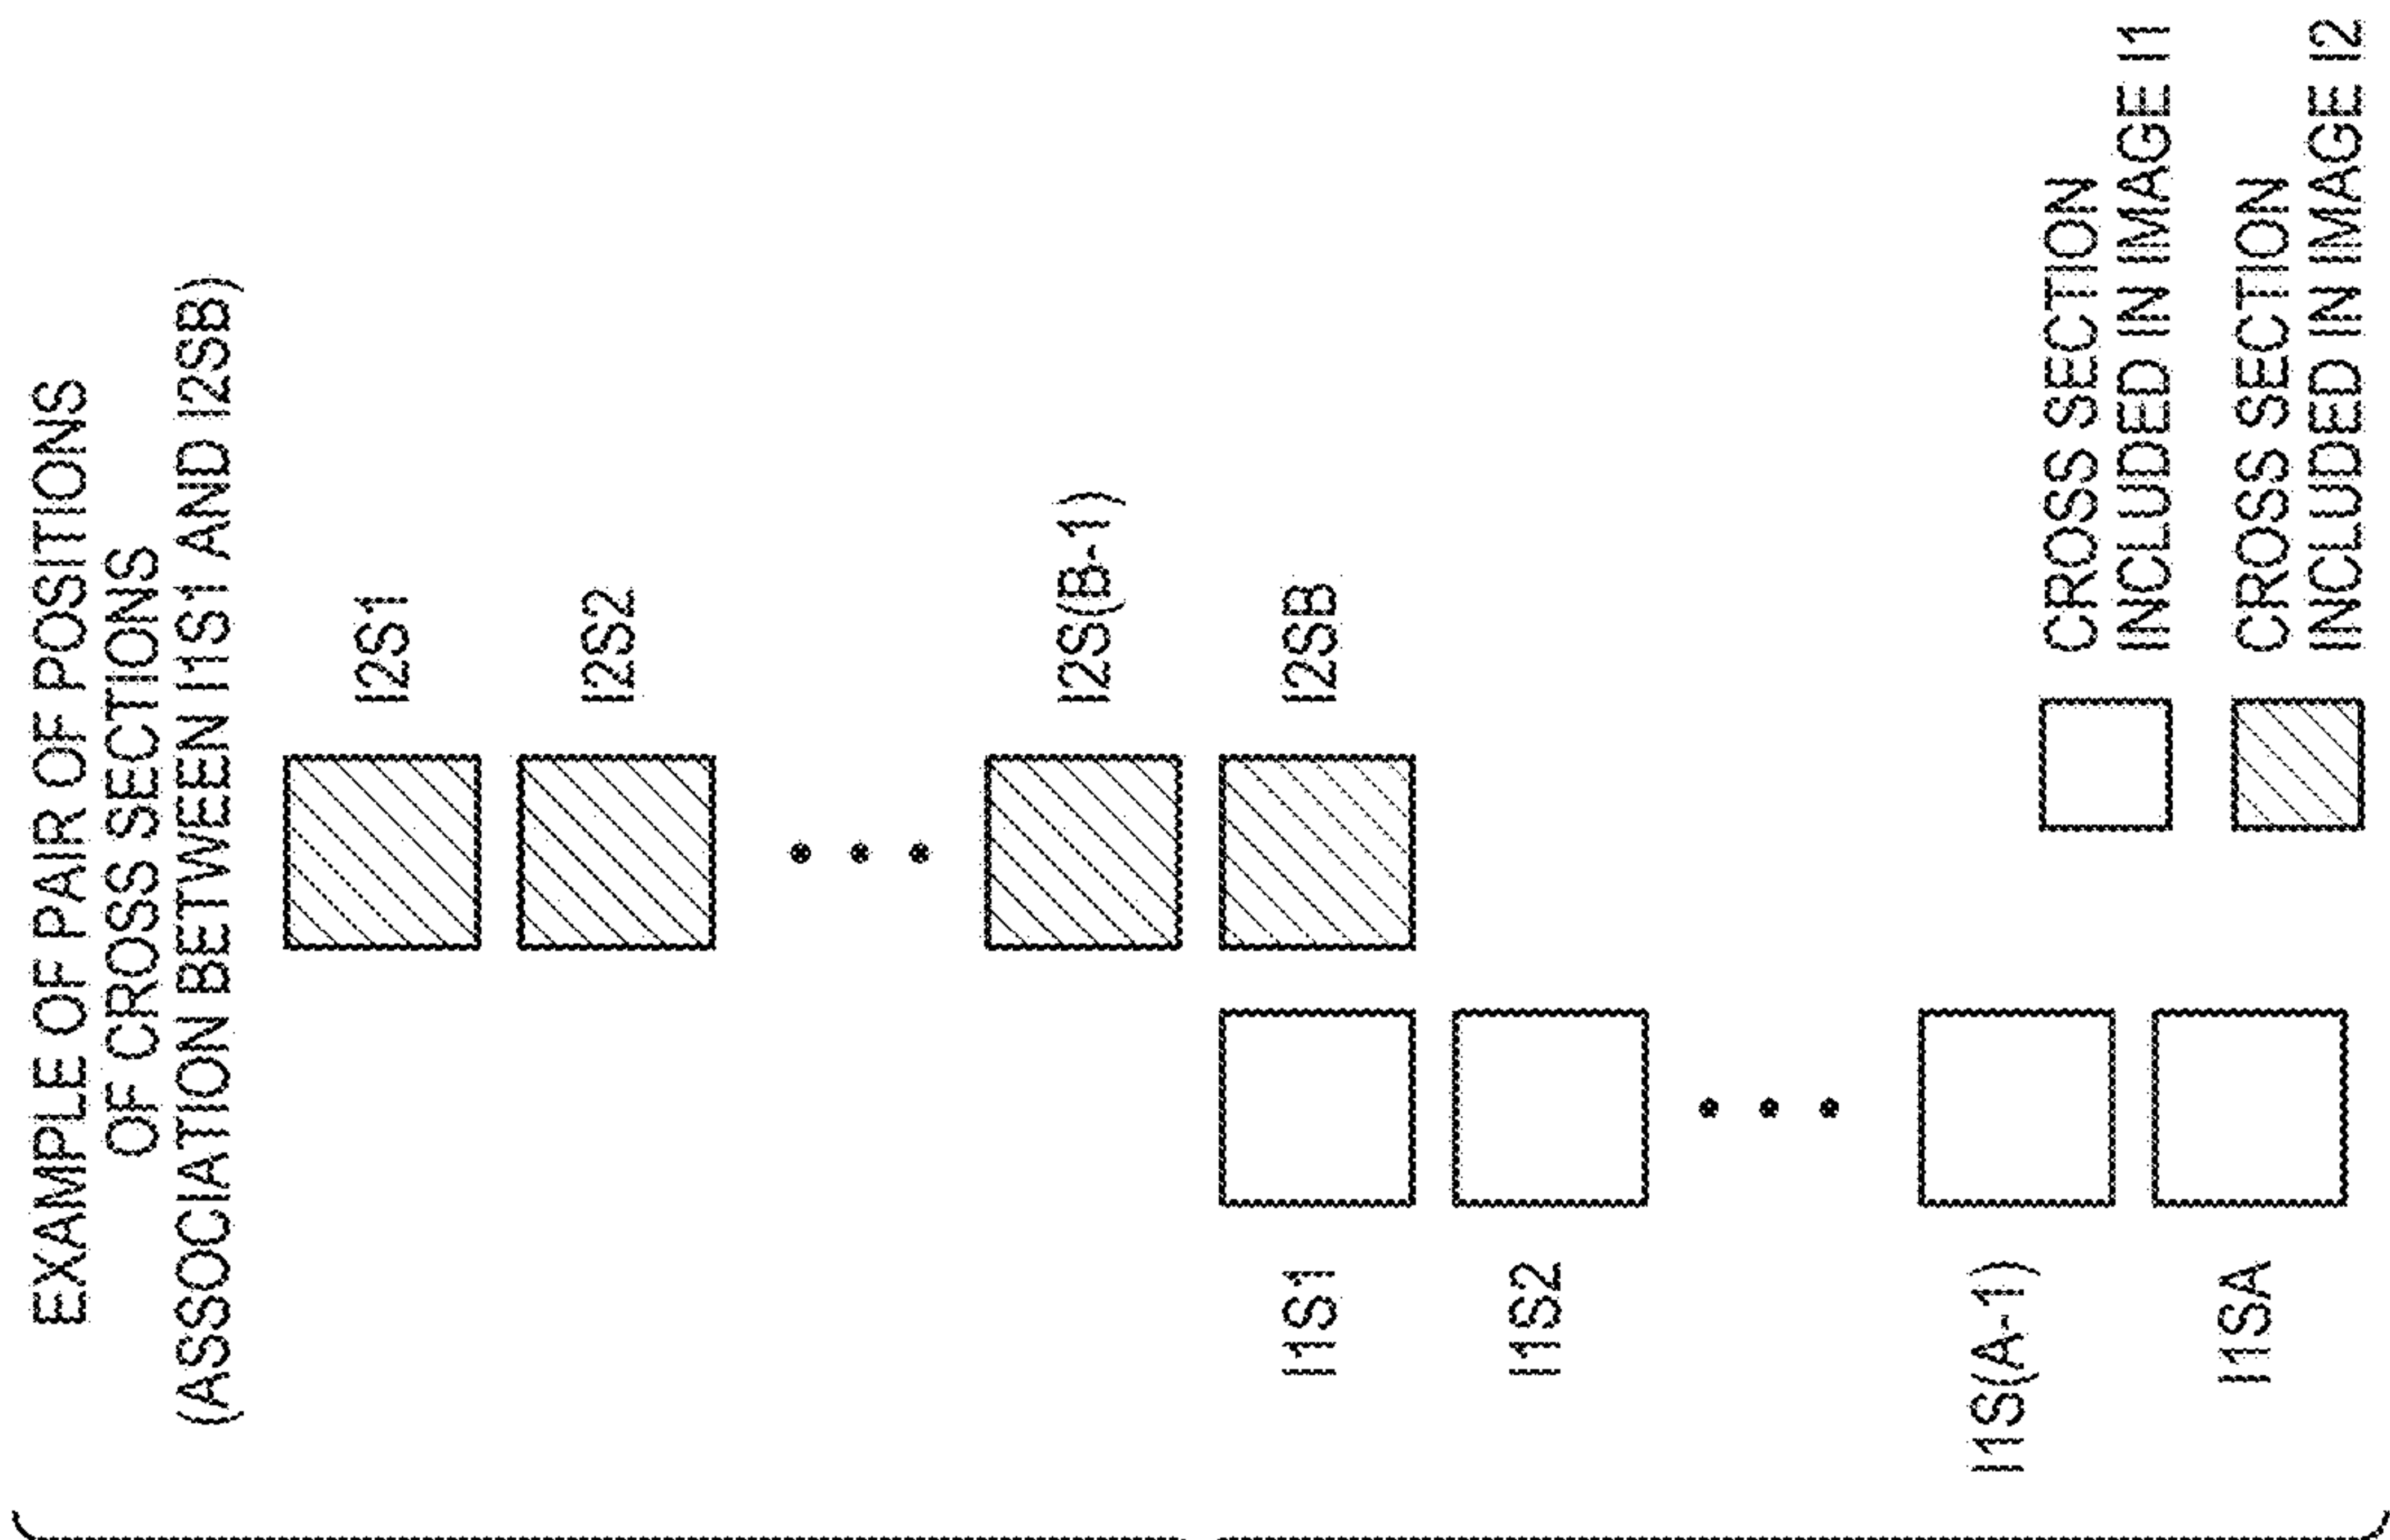 EXAMPLE OF PAIR OF POSITIONS
OF CROSS SECTIONS
(ASSOCIATION BETWEEN I1S1 AND I2SB)
I2S1
I2S2
I2S(B-1)
I1S1 I2SB
I1S2
I1S(A-1)
I1SA
CROSS SECTION
INCLUDED IN IMAGE I1
CROSS SECTION
INCLUDED IN IMAGE I2